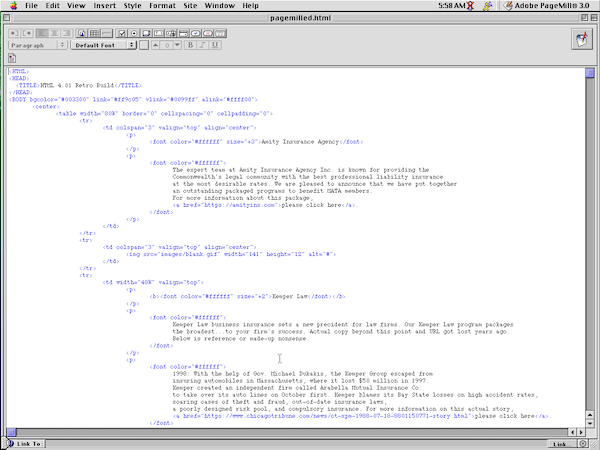 File Edit View Insert Style Format Site Window Help 5:58 AM Adobe PageMill® 3.0
pagemilled.html
Paragraph Default Font 0 B I U
<HTML>
<HEAD>
<TITLE>HTML 4.01 Retro Build</TITLE>
</HEAD>
<BODY bgcolor="#003300" link="#ff9c05" vlink="#0099ff" alink="#ffff00">
<center>
<table width="80%" border="0" cellspacing="0" cellpadding="0">
<tr>
<td colspan="3" valign="top" align="center">
<p>
<font color="#ffffff" size="+3">Amity Insurance Agency</font>
</p>
<p>
<font color="#ffffff">
The expert team at Amity Insurance Agency Inc. is known for providing the
Commonwealth's legal community with the best professional liability insurance
at the most desirable rates. We are pleased to announce that we have put together
an outstanding packaged programs to benefit MATA members.
For more information about this package,
<a href="https://amityins.com">please click here</a>.
</font>
</p>
</td>
</tr>
<tr>
<td colspan="3" valign="top" align="center">
<img src="images/blank.gif" width="141" height="12" alt="#">
</td>
</tr>
<tr>
<td width="40%" valign="top">
<p>
<b><font color="#ffffff" size="+2">Keeper Law</font></b>
</p>
<p>
<font color="#ffffff">
Keeper Law business insurance sets a new precident for law firms. Our Keeper Law program packages
the broadest...to your firm's success. Actual copy beyond this point and URL got lost years ago.
Below is reference or made-up nonsense.
</font>
</p>
<p>
<font color="#ffffff">
1998: With the help of Gov. Michael Dukakis, the Keeper Group escaped from
insuring automobiles in Massachusetts, where it lost $50 million in 1997.
Keeper created an independent firm called Arabella Mutual Insurance Co.
to take over its auto lines on October first. Keeper blames its Bay State losses on high accident rates,
soaring cases of theft and fraud, out-of-date insurance laws,
a poorly designed risk pool, and compulsory insurance. For more information on this actual story,
<a href="https://www.chicagotribune.com/news/ct-xpm-1988-07-18-8801150771-story.html">please click here</a>.
</font>
Link To: Link...